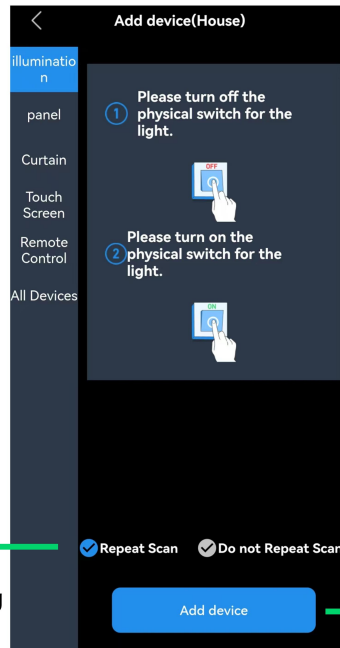 Add device(House)
illuminatio
n
panel
Curtain
Touch
Screen
Remote
Control
All Devices
1
Please turn off the
physical switch for the
light.
OFF
2
Please turn on the
physical switch for the
light.
ON
Repeat Scan
Do not Repeat Scan
Add device
g